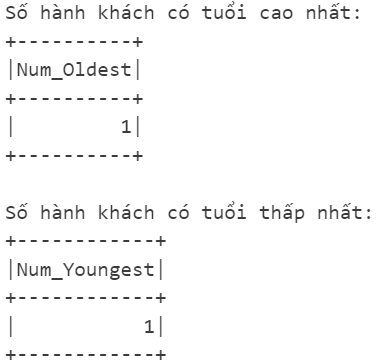 Số hành khách có tuổi cao nhất:
+----------+
|Num_Oldest|
+----------+
|         1|
+----------+

Số hành khách có tuổi thấp nhất:
+------------+
|Num_Youngest|
+------------+
|           1|
+------------+